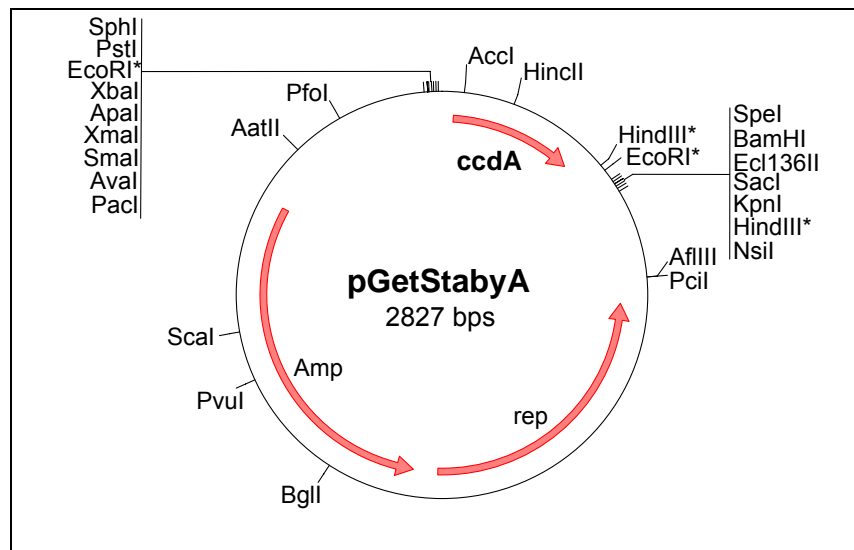 SphI
PstI
EcoRI*
XbaI
ApaI
XmaI
SmaI
AvaI
PacI
PfoI
AatII
AccI
HincII
ccdA
HindIII*
EcoRI*
SpeI
BamHI
Ecl136II
SacI
KpnI
HindIII*
NsiI
pGetStabyA
2827 bps
AflIII
PciI
ScaI
Amp
PvuI
rep
BglI